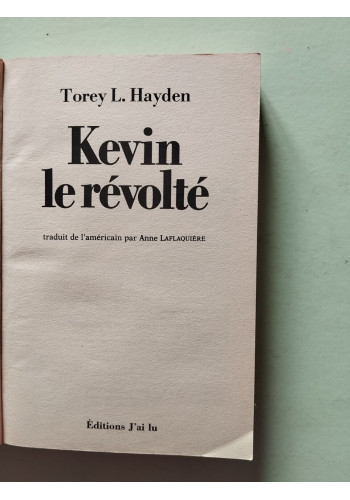 Torey L. Hayden
Kevin
le révolté
traduit de l'américain par Anne LAFLAQUIÈRE
Éditions J'ai lu